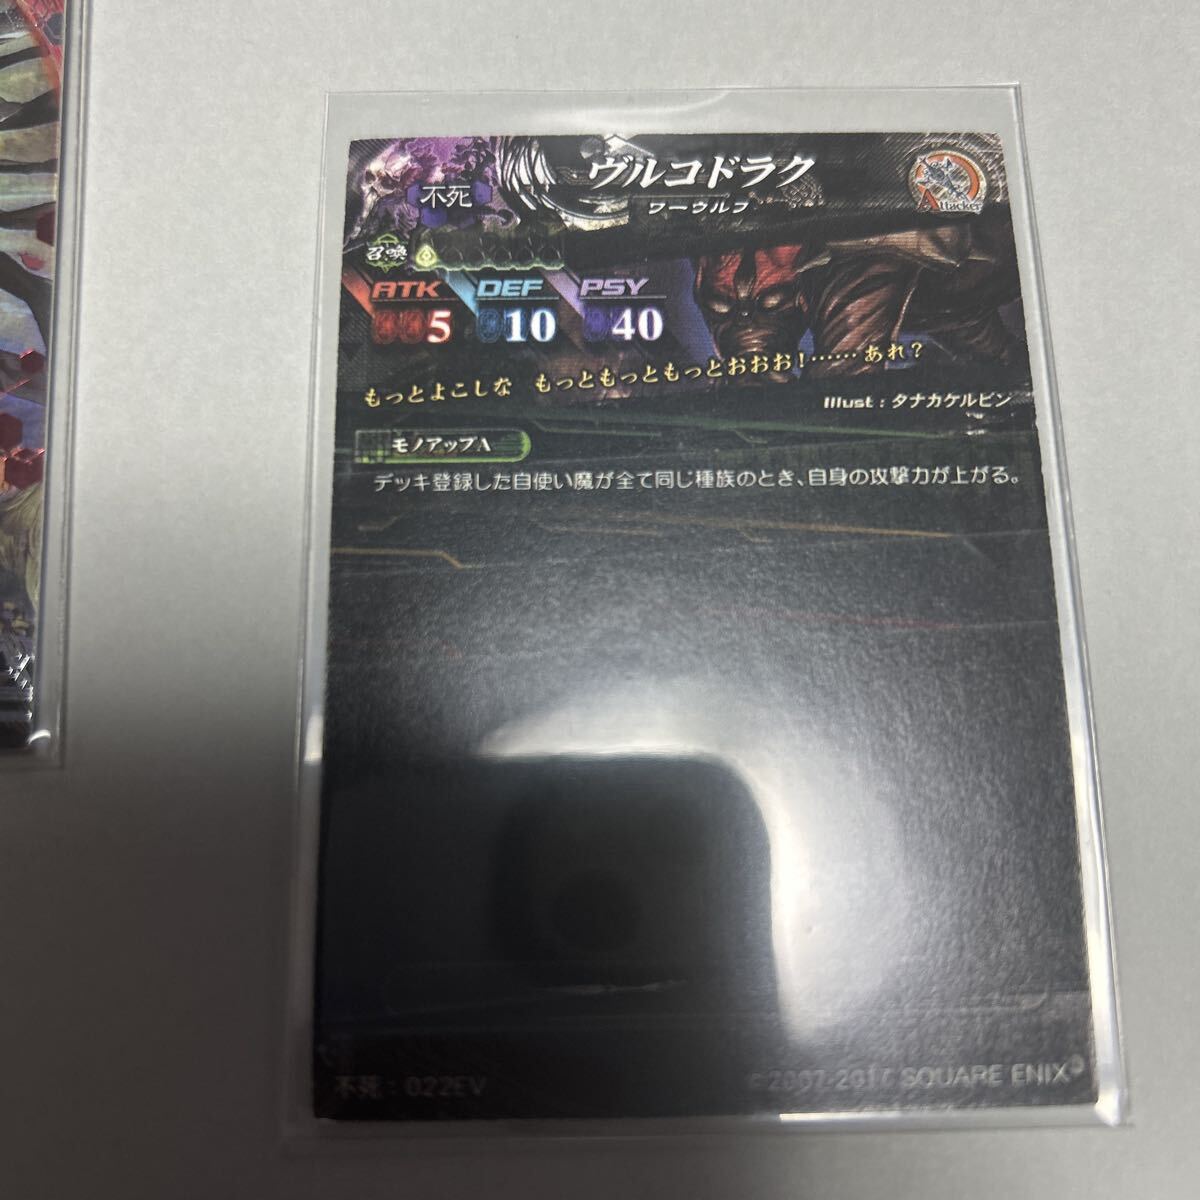 不死
ヴルコドラク
ワーウルフ
Attacker
召喚
ATK
DEF
PSY
5
10
40
もっとよこしな もっともっともっとおおお!……あれ?
Illust:タナカケルビン
モノアップA
デッキ登録した自使い魔が全て同じ種族のとき、自身の攻撃力が上がる。
不死:022EV
©2007-2017 SQUARE ENIX